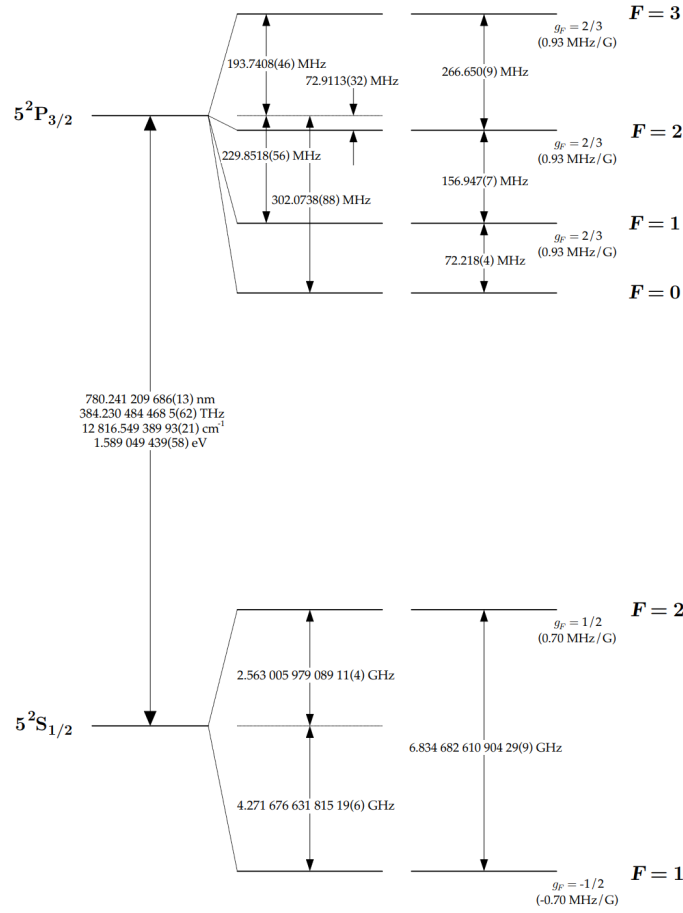 F = 3
g_F = 2/3
(0.93 MHz/G)
193.7408(46) MHz
72.9113(32) MHz
266.650(9) MHz
5 ²P₃/₂
F = 2
g_F = 2/3
(0.93 MHz/G)
229.8518(56) MHz
156.947(7) MHz
302.0738(88) MHz
F = 1
g_F = 2/3
(0.93 MHz/G)
72.218(4) MHz
F = 0
780.241 209 686(13) nm
384.230 484 468 5(62) THz
12 816.549 389 93(21) cm⁻¹
1.589 049 439(58) eV
F = 2
g_F = 1/2
(0.70 MHz/G)
2.563 005 979 089 11(4) GHz
5 ²S₁/₂
6.834 682 610 904 29(9) GHz
4.271 676 631 815 19(6) GHz
F = 1
g_F = -1/2
(-0.70 MHz/G)